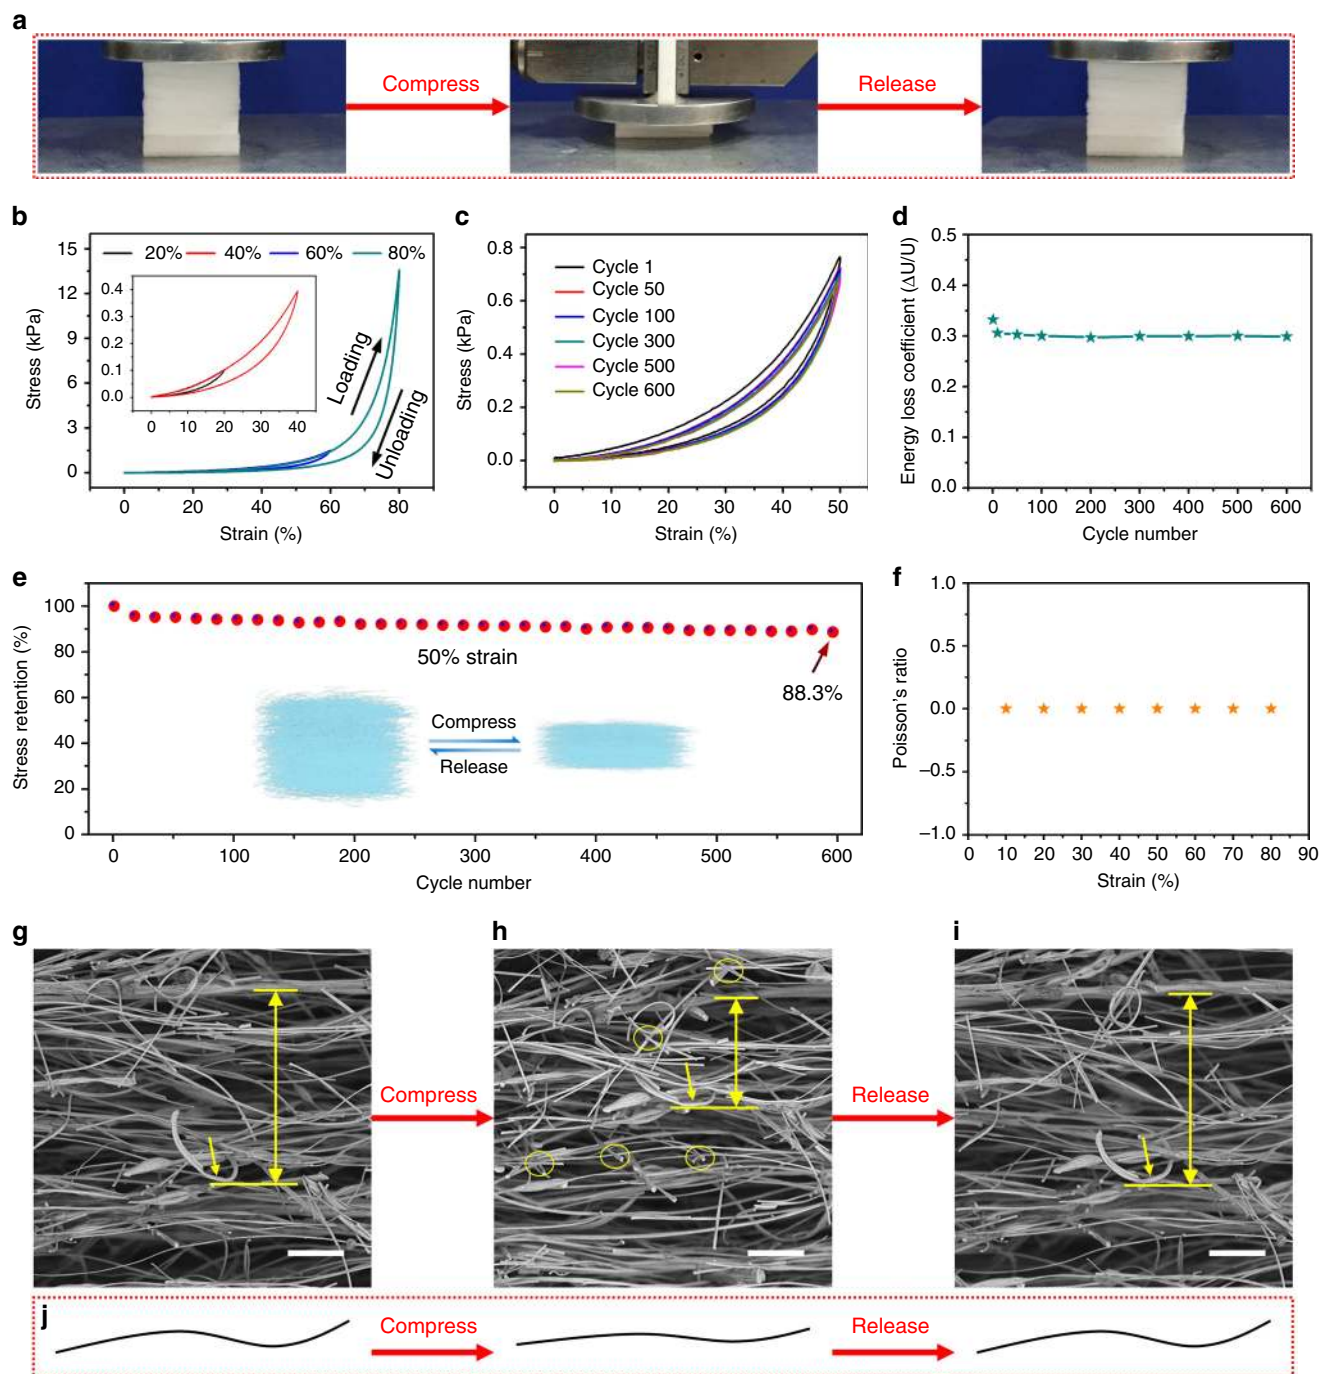 a
Compress
Release
b
15
12
9
6
3
0
Stress (kPa)
20%
40%
60%
80%
0.4
0.3
0.2
0.1
0.0
0 10 20 30 40
Loading
Unloading
0 20 40 60 80
Strain (%)
c
0.8
0.6
0.4
0.2
0.0
Stress (kPa)
Cycle 1
Cycle 50
Cycle 100
Cycle 300
Cycle 500
Cycle 600
0 10 20 30 40 50
Strain (%)
d
0.5
0.4
0.3
0.2
0.1
0.0
Energy loss coefficient (ΔU/U)
0 100 200 300 400 500 600
Cycle number
e
100
80
60
40
20
0
Stress retention (%)
50% strain
88.3%
Compress
Release
0 100 200 300 400 500 600
Cycle number
f
1.0
0.5
0.0
–0.5
–1.0
Poisson's ratio
0 10 20 30 40 50 60 70 80 90
Strain (%)
g
Compress
h
Release
i
j
Compress
Release